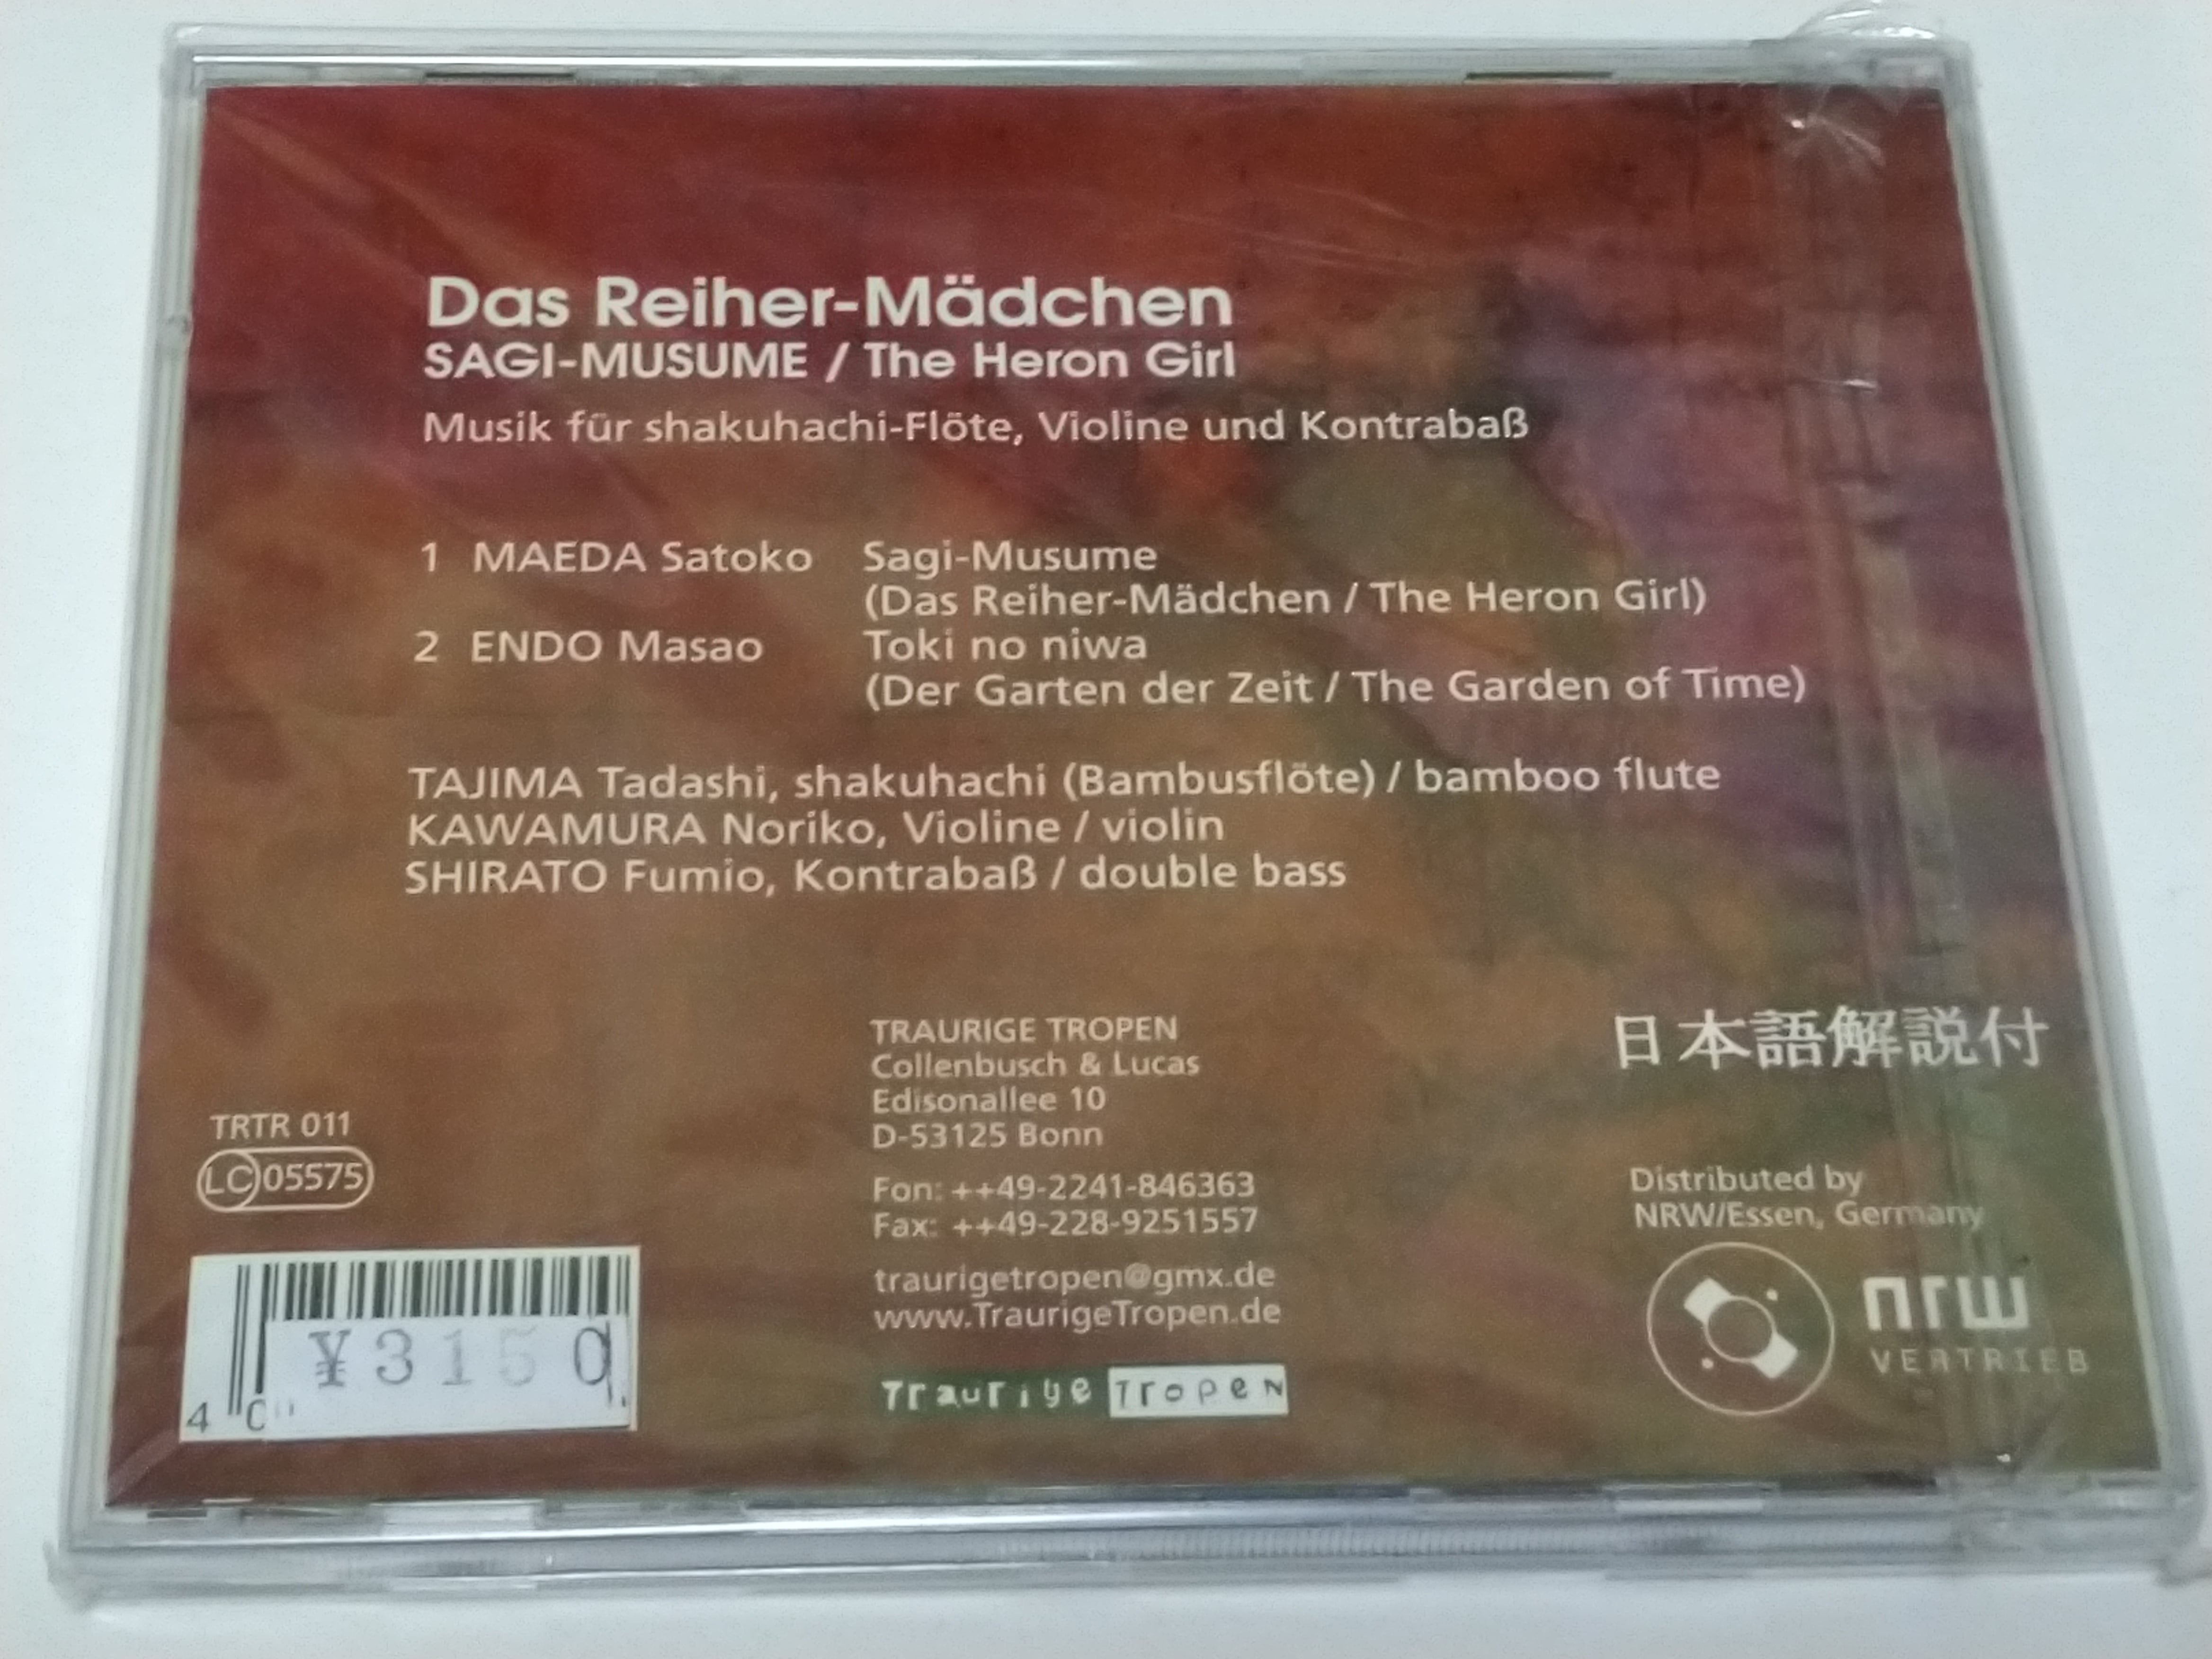 Das Reiher-Mädchen
SAGI-MUSUME / The Heron Girl
Musik für shakuhachi-Flöte, Violine und Kontrabaß
1 MAEDA Satoko Sagi-Musume
(Das Reiher-Mädchen / The Heron Girl)
2 ENDO Masao Toki no niwa
(Der Garten der Zeit / The Garden of Time)
TAJIMA Tadashi, shakuhachi (Bambusflöte) / bamboo flute
KAWAMURA Noriko, Violine / violin
SHIRATO Fumio, Kontrabaß / double bass
TRAURIGE TROPEN
Collenbusch & Lucas
Edisonallee 10
D-53125 Bonn
Fon: ++49-2241-846363
Fax: ++49-228-9251557
traurigetropen@gmx.de
www.TraurigeTropen.de
Traurige Tropen
日本語解説付
Distributed by
NRW/Essen, Germany
nrw
VERTRIEB
TRTR 011
LC 05575
¥3150
4